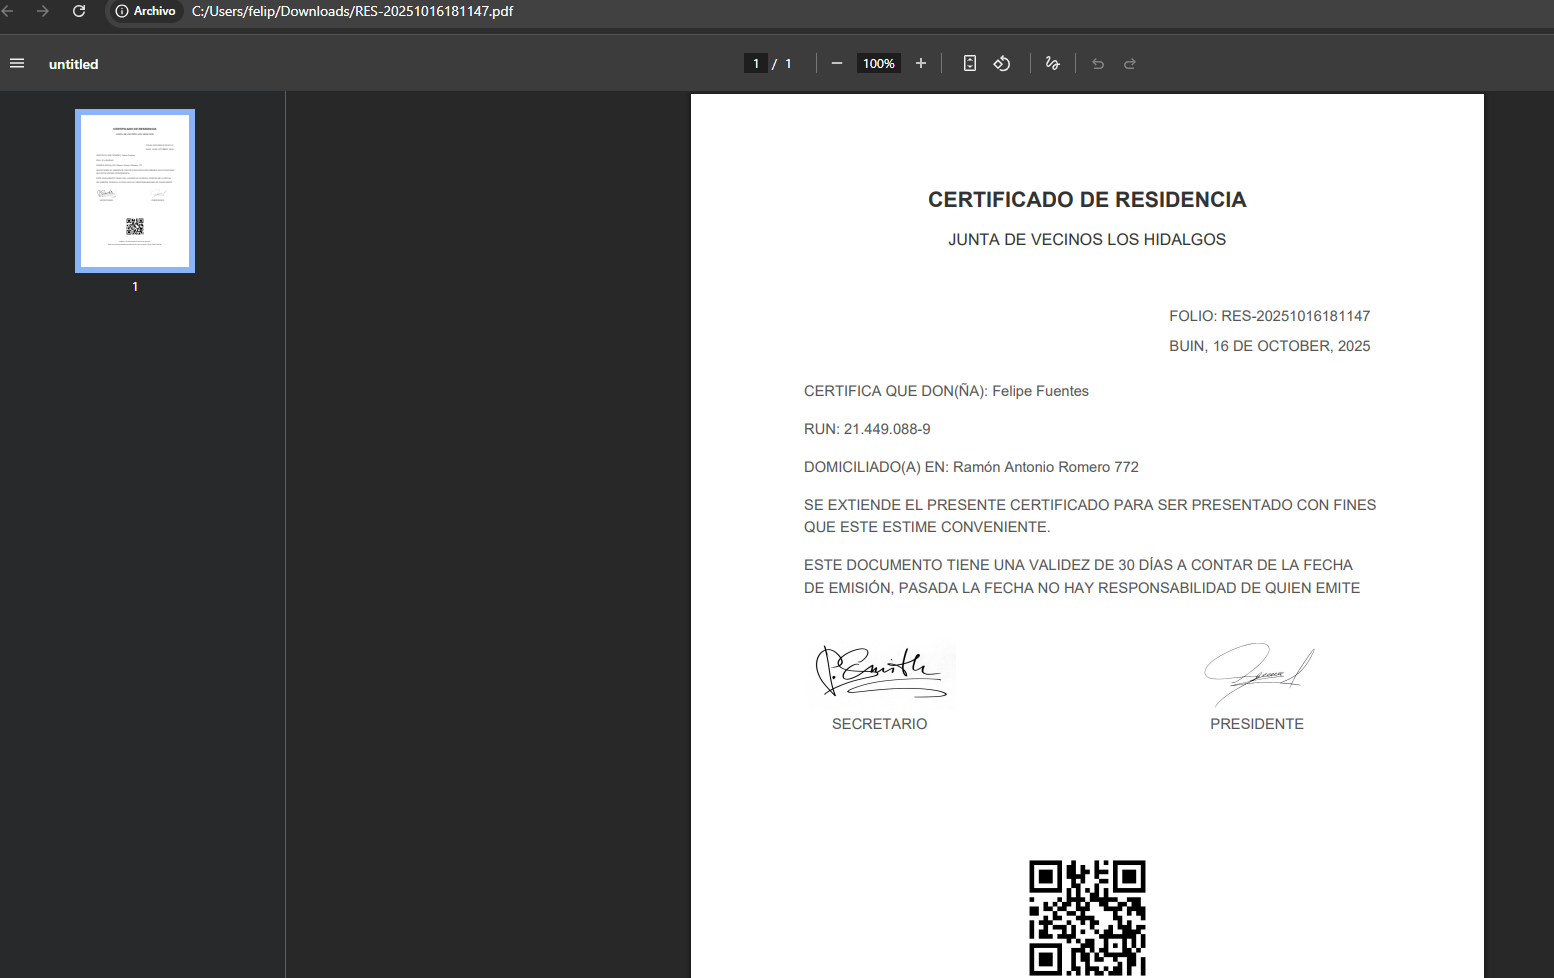 Archivo
C:/Users/felip/Downloads/RES-20251016181147.pdf
untitled
1 / 1
100%
1
CERTIFICADO DE RESIDENCIA
JUNTA DE VECINOS LOS HIDALGOS
FOLIO: RES-20251016181147
BUIN, 16 DE OCTOBER, 2025
CERTIFICA QUE DON(ÑA): Felipe Fuentes
RUN: 21.449.088-9
DOMICILIADO(A) EN: Ramón Antonio Romero 772
SE EXTIENDE EL PRESENTE CERTIFICADO PARA SER PRESENTADO CON FINES
QUE ESTE ESTIME CONVENIENTE.
ESTE DOCUMENTO TIENE UNA VALIDEZ DE 30 DÍAS A CONTAR DE LA FECHA
DE EMISIÓN, PASADA LA FECHA NO HAY RESPONSABILIDAD DE QUIEN EMITE
SECRETARIO
PRESIDENTE